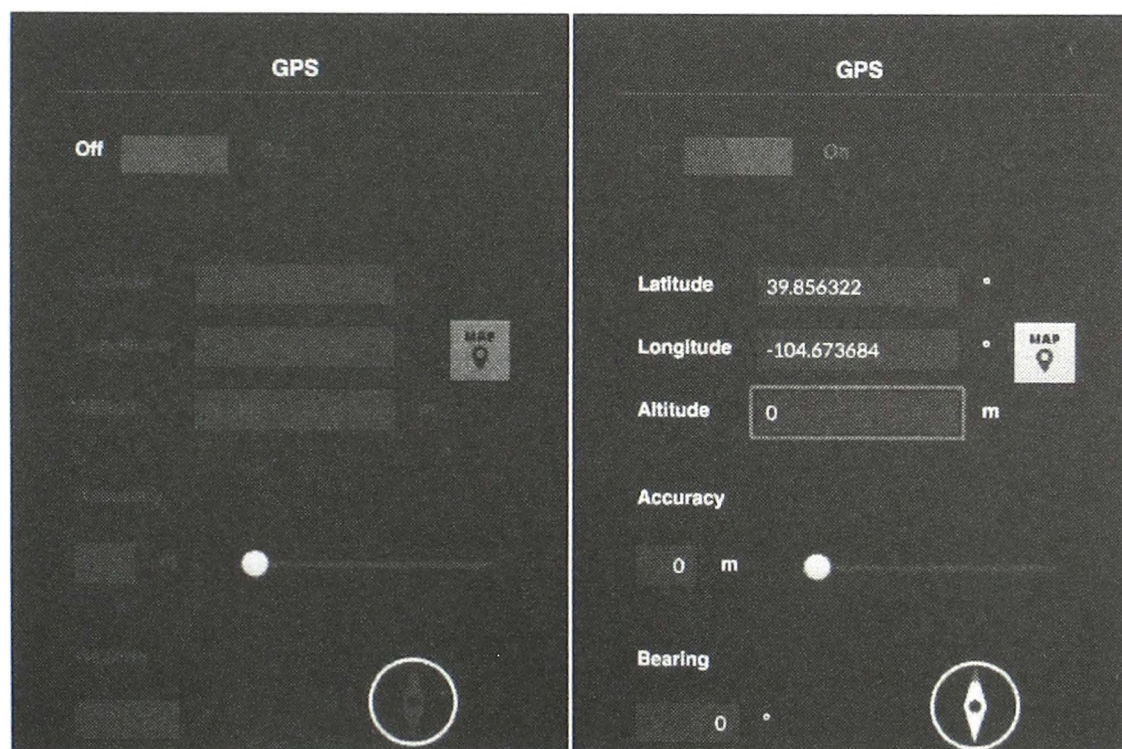 GPS
Off
MAP
GPS
On
Latitude 39.856322 °
Longitude -104.673684 °
MAP
Altitude 0 m
Accuracy
0 m
Bearing
0 °